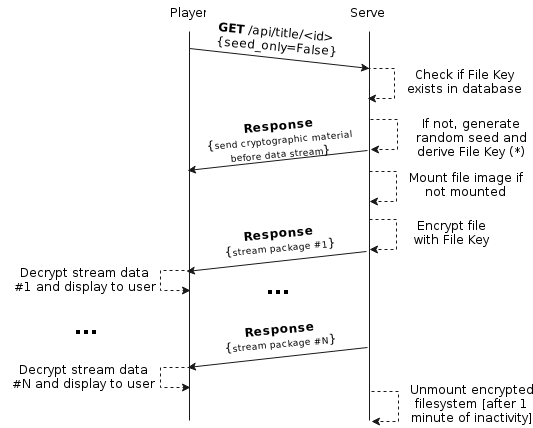 Player
Serve
GET /api/title/<id>
{seed_only=False}
Check if File Key
exists in database
If not, generate
random seed and
derive File Key (*)
Response
{send cryptographic material
before data stream}
Mount file image if
not mounted
Encrypt file
with File Key
Response
{stream package #1}
Decrypt stream data
#1 and display to user
...
...
Response
{stream package #N}
Decrypt stream data
#N and display to user
Unmount encrypted
filesystem [after 1
minute of inactivity]